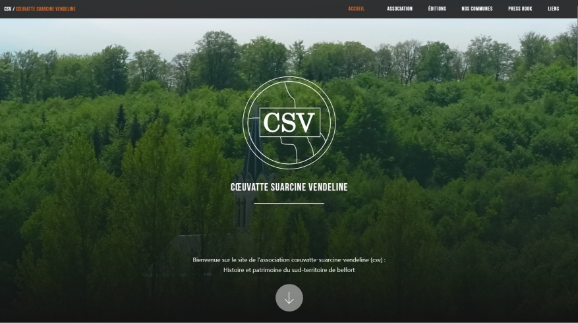 CSV / CŒUVATTE SUARCINE VENDELINE
ACCUEIL ASSOCIATION ÉDITIONS NOS COMMUNES PRESS BOOK LIENS
CSV
CŒUVATTE SUARCINE VENDELINE
Bienvenue sur le site de l'association cœuvatte suarcine vendeline (csv) :
Histoire et patrimoine du sud-territoire de belfort